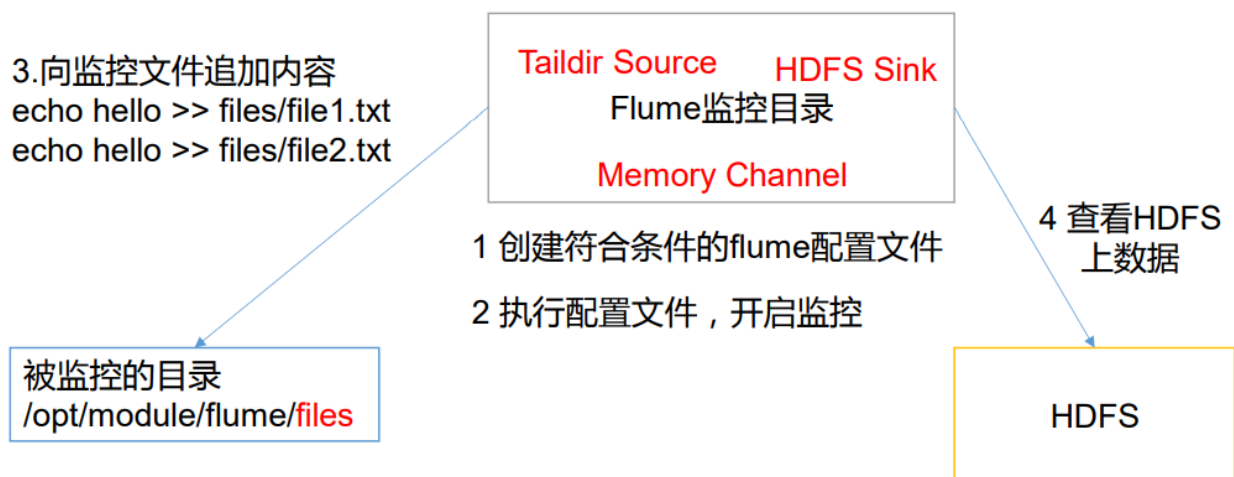 3.向监控文件追加内容
echo hello >> files/file1.txt
echo hello >> files/file2.txt
Taildir Source
HDFS Sink
Flume监控目录
Memory Channel
1 创建符合条件的flume配置文件
2 执行配置文件，开启监控
4 查看HDFS
上数据
被监控的目录
/opt/module/flume/files
HDFS